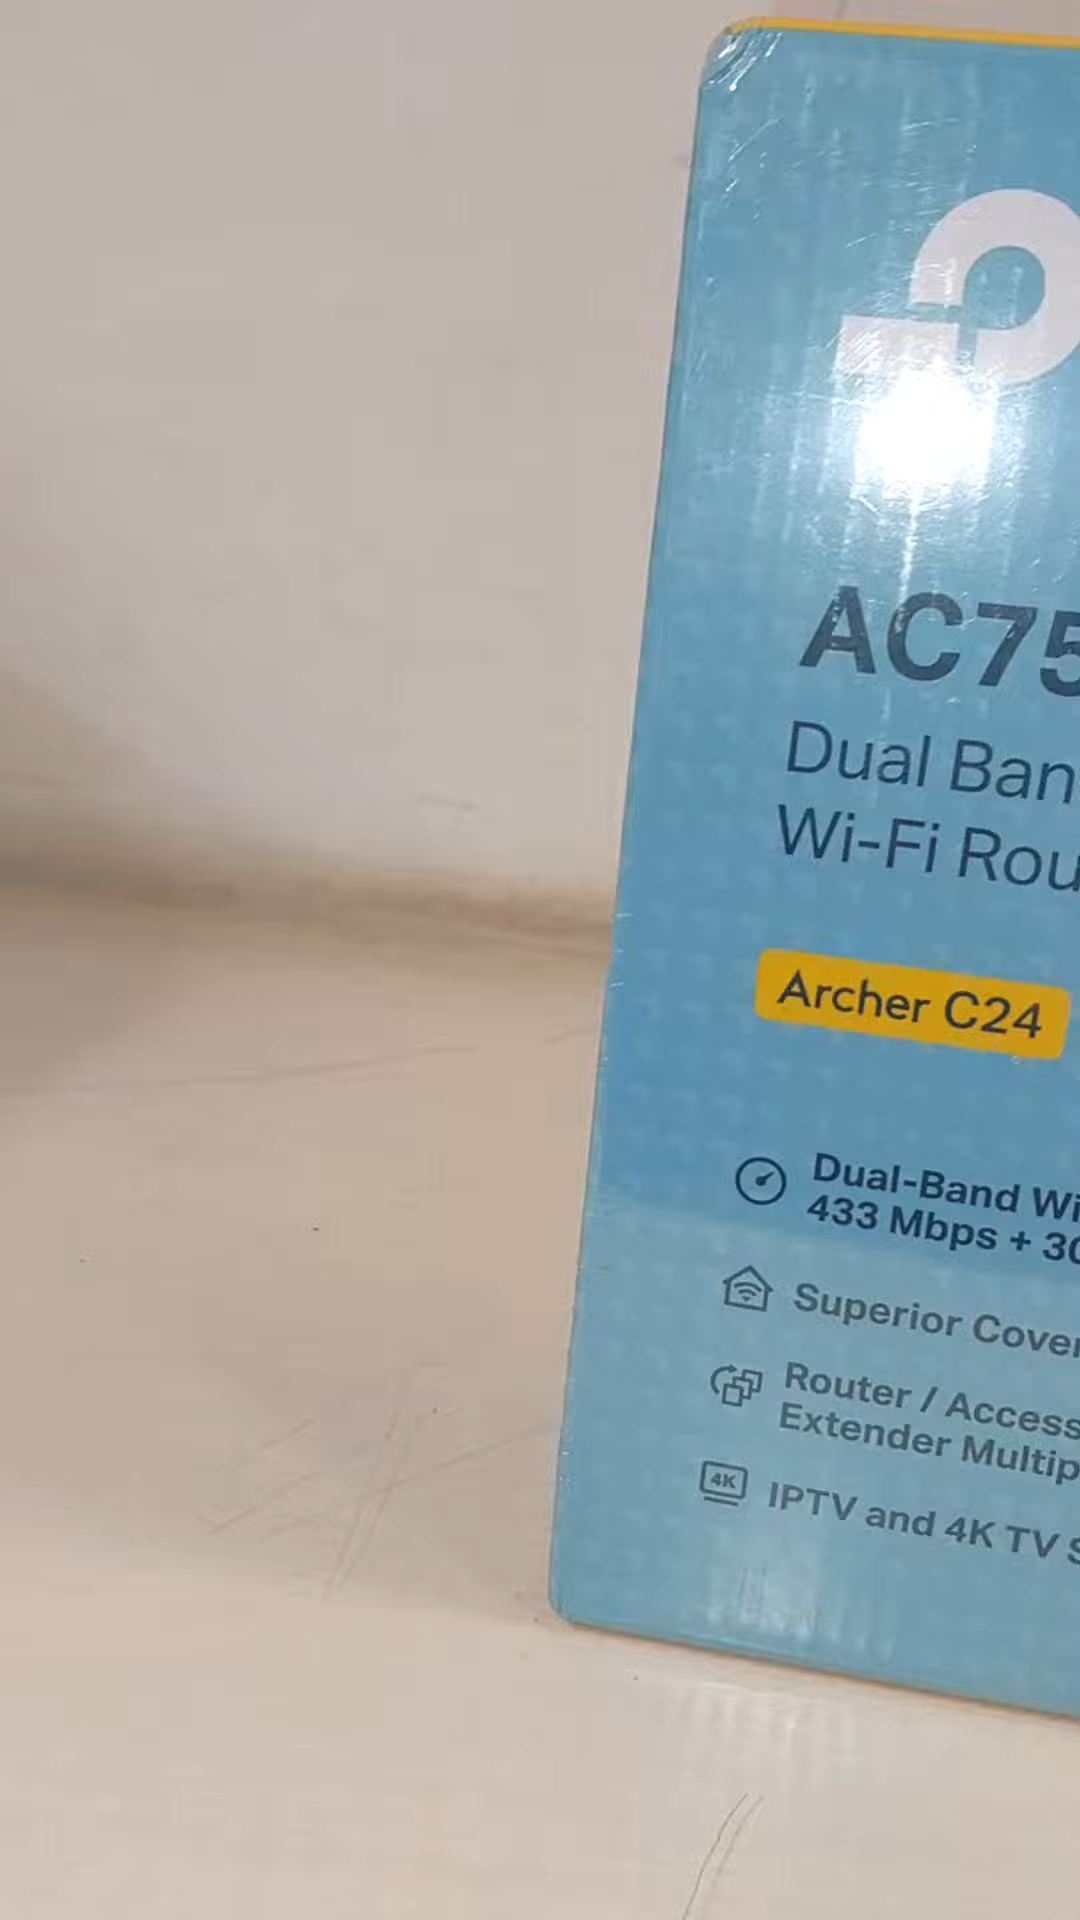 AC75
Dual Ban
Wi-Fi Rou
Archer C24
Dual-Band Wi
433 Mbps + 30
Superior Cover
Router / Access
Extender Multip
4K
IPTV and 4K TV S